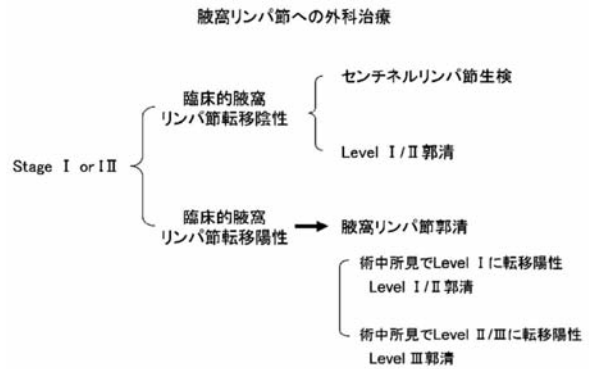 腋窩リンパ節への外科治療
センチネルリンパ節生検
臨床的腋窩
リンパ節転移陰性
Level Ⅰ/Ⅱ郭清
Stage Ⅰ orIⅡ
臨床的腋窩
リンパ節転移陽性
腋窩リンパ節郭清
術中所見でLevel Ⅰに転移陽性
Level Ⅰ/Ⅱ郭清
術中所見でLevel Ⅱ/Ⅲに転移陽性
Level Ⅲ郭清